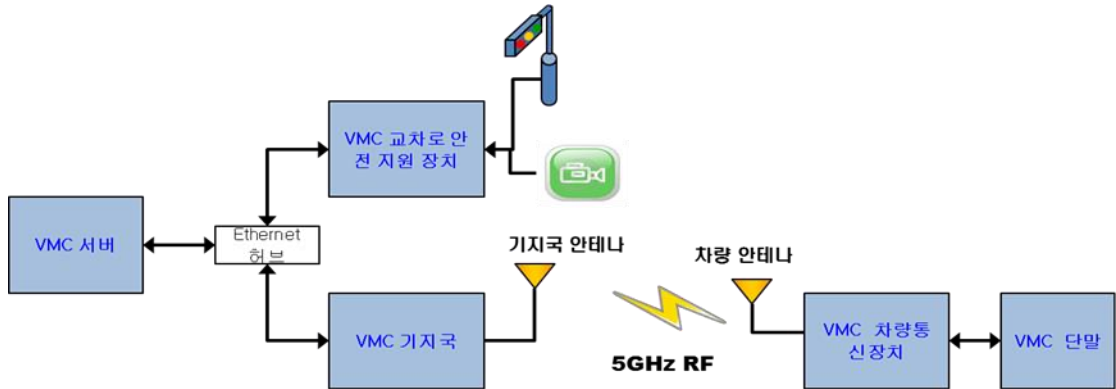 VMC 교차로 안
전 지원 장치
VMC 서버
Ethernet
허브
기지국 안테나
차량 안테나
VMC 기지국
5GHz RF
VMC 차량통
신장치
VMC 단말